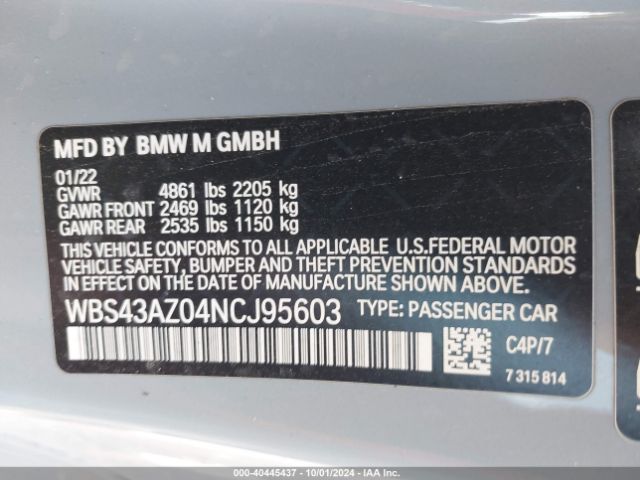 MFD BY BMW M GMBH
01/22
GVWR 4861 lbs 2205 kg
GAWR FRONT 2469 lbs 1120 kg
GAWR REAR 2535 lbs 1150 kg
THIS VEHICLE CONFORMS TO ALL APPLICABLE U.S.FEDERAL MOTOR
VEHICLE SAFETY, BUMPER AND THEFT PREVENTION STANDARDS
IN EFFECT ON THE DATE OF MANUFACTURE SHOWN ABOVE.
WBS43AZ04NCJ95603 TYPE: PASSENGER CAR
C4P/7
7 315 814
000-40445437 - 10/01/2024 - IAA Inc.